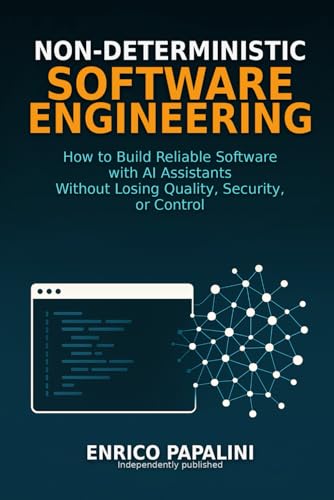 NON-DETERMINISTIC
SOFTWARE
ENGINEERING
How to Build Reliable Software
with AI Assistants
Without Losing Quality, Security,
or Control
ENRICO PAPALINI
Independently published